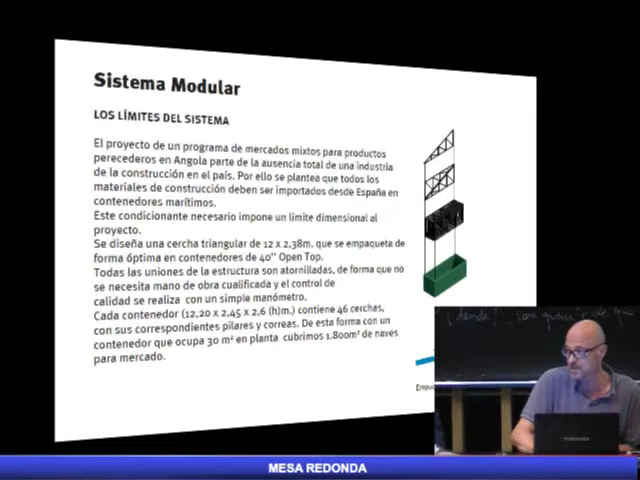 Sistema Modular
LOS LÍMITES DEL SISTEMA
El proyecto de un programa de mercados mixtos para productos
perecederos en Angola parte de la ausencia total de una industria
de la construcción en el país. Por ello se plantea que todos los
materiales de construcción deben ser importados desde España en
contenedores marítimos.
Este condicionante necesario impone un límite dimensional al
proyecto.
Se diseña una cercha triangular de 12 x 2,38m. que se empaqueta de
forma óptima en contenedores de 40'' Open Top.
Todas las uniones de la estructura son atornilladas, de forma que no
se necesita mano de obra cualificada y el control de
calidad se realiza con un simple manómetro.
Cada contenedor (12,20 x 2,45 x 2,6 (h)m.) contiene 46 cerchas,
con sus correspondientes pilares y correas. De esta forma con un
contenedor que ocupa 30 m² en planta cubrimos 1.800m² de naves
para mercado.
TOSHIBA
MESA REDONDA